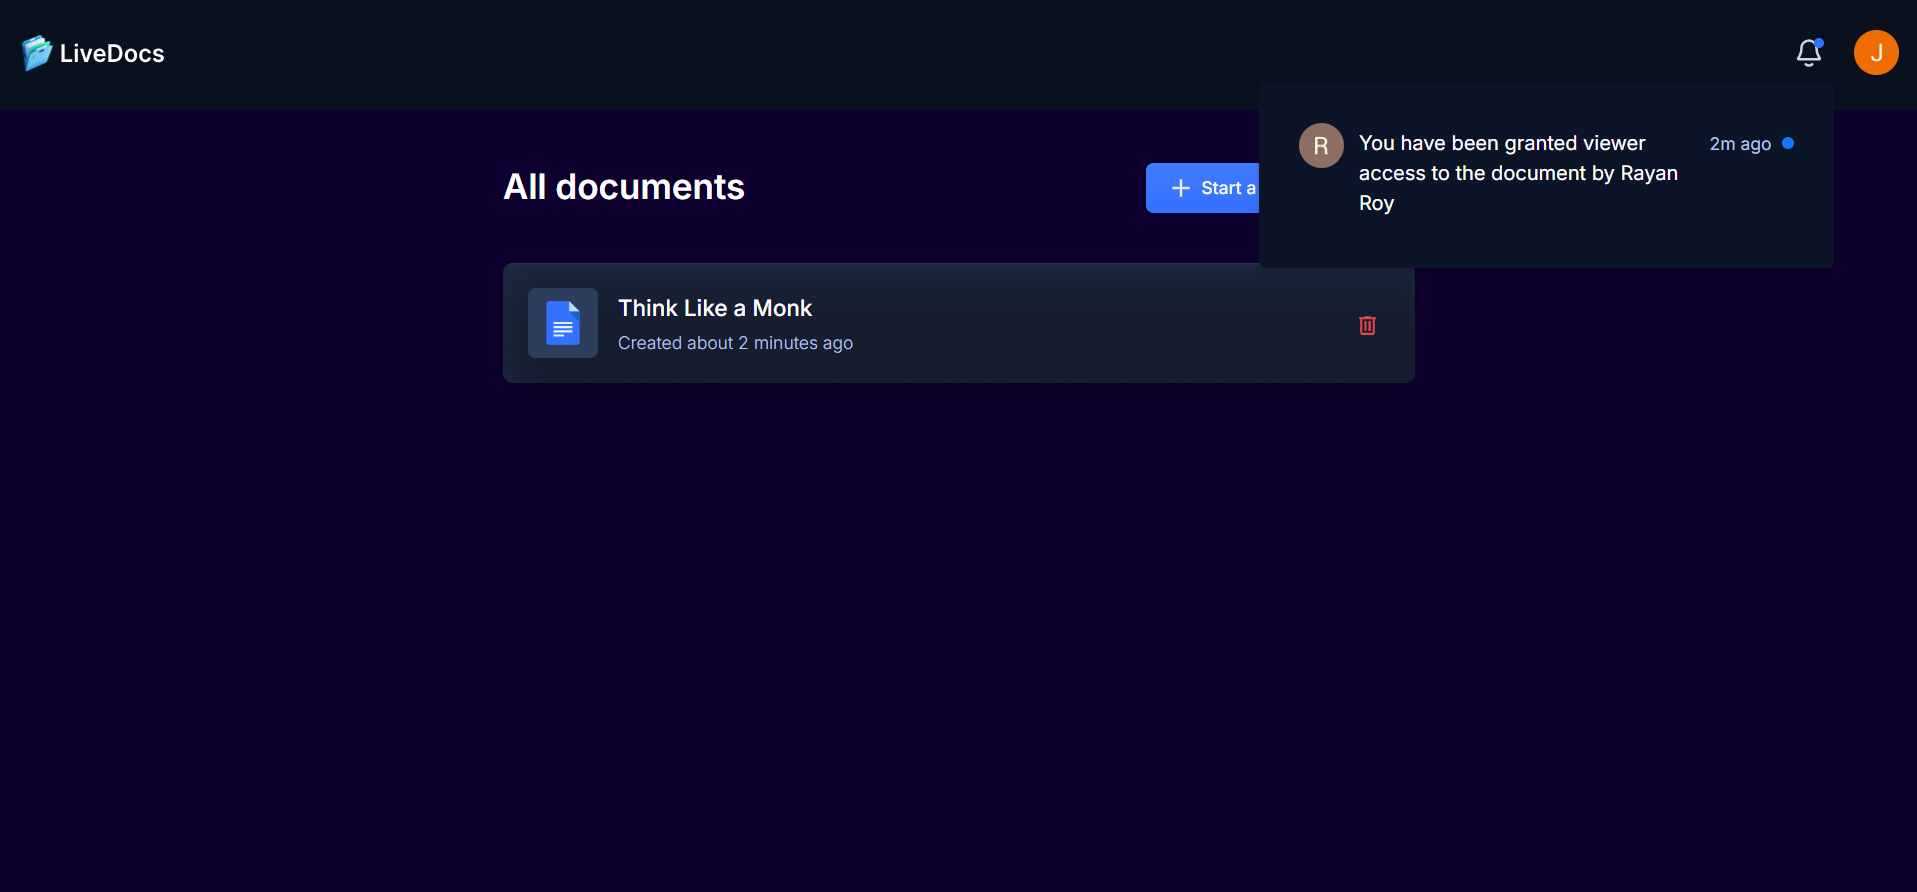 LiveDocs
J
R
You have been granted viewer
access to the document by Rayan
Roy
2m ago
All documents
Start a
Think Like a Monk
Created about 2 minutes ago